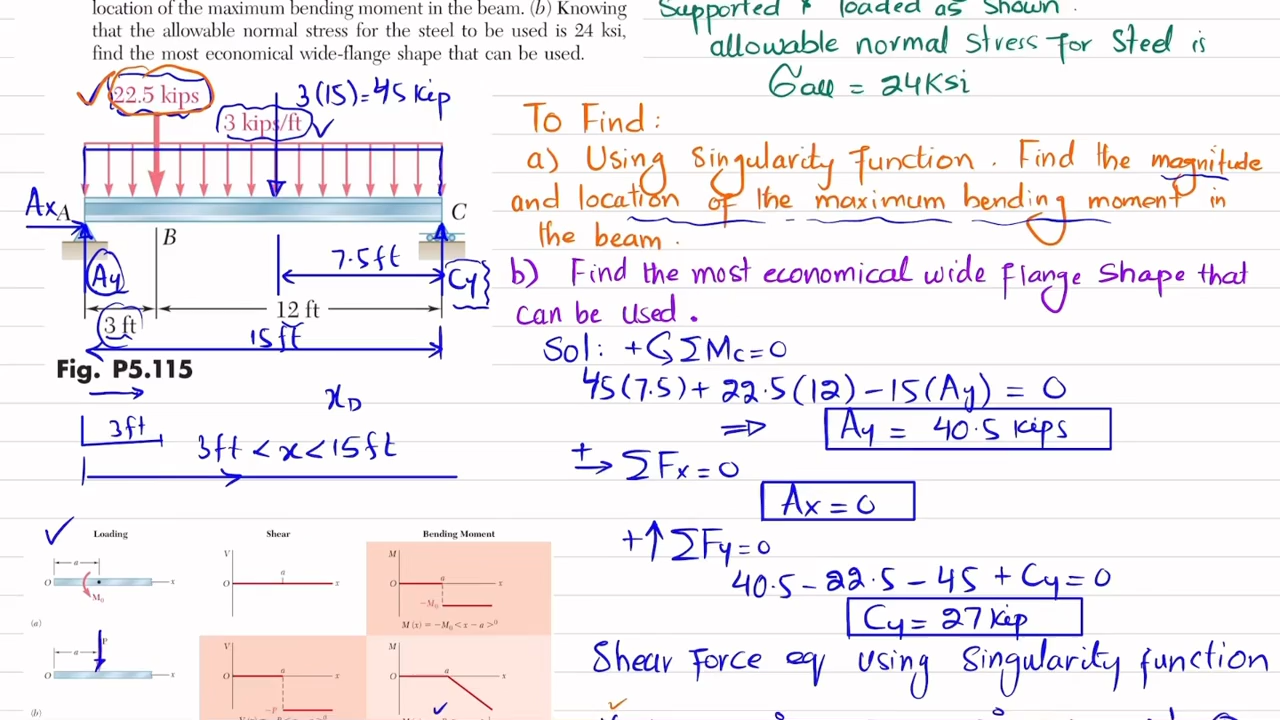 location of the maximum bending moment in the beam. (b) Knowing
that the allowable normal stress for the steel to be used is 24 ksi,
find the most economical wide-flange shape that can be used.
Supported & loaded as shown.
allowable normal stress for steel is
σall = 24Ksi
22.5 kips
3(15)=45 Kip
3 kips/ft
Ax
A
B
C
7.5ft
Ay
Cy
3 ft
12 ft
15ft
Fig. P5.115
3ft
xD
3ft < x < 15ft
To Find :
a) Using Singularity function. Find the magnitude
and location of the maximum bending moment in
the beam.
b) Find the most economical wide flange shape that
can be used.
Sol: + ΣMc=0
45(7.5)+ 22.5(12) - 15(Ay) = 0
⇒ Ay = 40.5 kips
+→ ΣFx=0
Ax = 0
+↑ ΣFy=0
40.5 - 22.5 - 45 + Cy = 0
Cy = 27 kip
Shear Force eq using Singularity function
Loading Shear Bending Moment
a
O x
M₀
(a)
V
a
O x
M
a
O x
-M₀
M(x) = -M₀<x - a>⁰
P
a
O x
(b)
V
a
O x
-P
M
a
O x